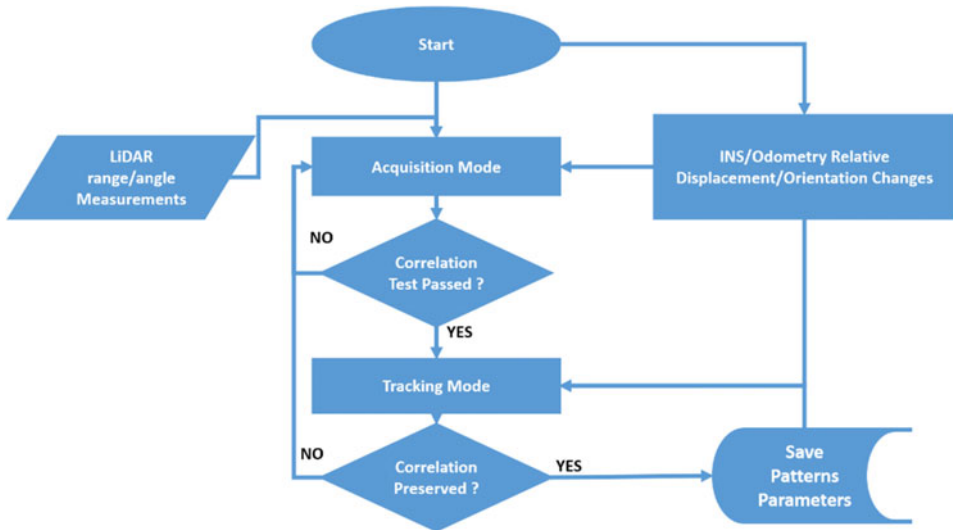 Start
LiDAR
range/angle
Measurements
Acquisition Mode
INS/Odometry Relative
Displacement/Orientation Changes
NO
Correlation
Test Passed ?
YES
Tracking Mode
NO
Correlation
Preserved ?
YES
Save
Patterns
Parameters